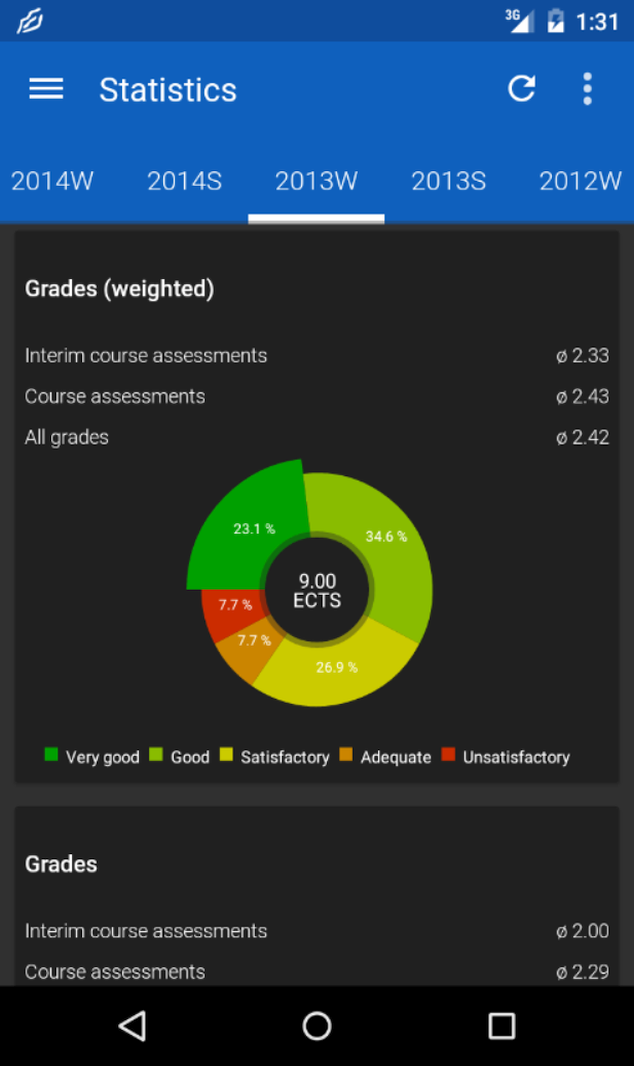 3G 1:31
Statistics
2014W 2014S 2013W 2013S 2012W
Grades (weighted)
Interim course assessments ø 2.33
Course assessments ø 2.43
All grades ø 2.42
23.1 %
34.6 %
9.00
ECTS
7.7 %
7.7 %
26.9 %
Very good Good Satisfactory Adequate Unsatisfactory
Grades
Interim course assessments ø 2.00
Course assessments ø 2.29